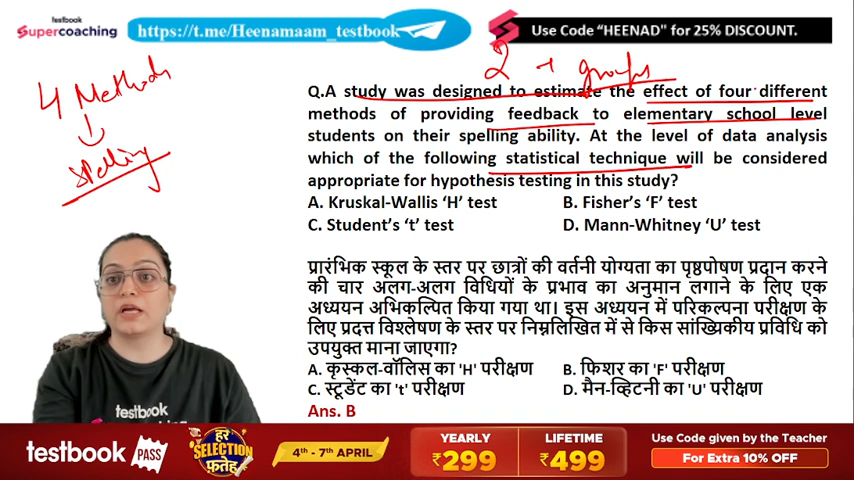 testbook
Supercoaching
https://t.me/Heenamaam_testbook
Use Code "HEENAD" for 25% DISCOUNT.
4 Methods
Spelling
2 + groups
Q.A study was designed to estimate the effect of four different
methods of providing feedback to elementary school level
students on their spelling ability. At the level of data analysis
which of the following statistical technique will be considered
appropriate for hypothesis testing in this study?
A. Kruskal-Wallis ‘H’ test B. Fisher’s ‘F’ test
C. Student’s ‘t’ test D. Mann-Whitney ‘U’ test
प्रारंभिक स्कूल के स्तर पर छात्रों की वर्तनी योग्यता का पृष्ठपोषण प्रदान करने
की चार अलग-अलग विधियों के प्रभाव का अनुमान लगाने के लिए एक
अध्ययन अभिकल्पित किया गया था। इस अध्ययन में परिकल्पना परीक्षण के
लिए प्रदत्त विश्लेषण के स्तर पर निम्नलिखित में से किस सांख्यिकीय प्रविधि को
उपयुक्त माना जाएगा?
A. कृस्कल-वॉलिस का 'H' परीक्षण B. फिशर का 'F' परीक्षण
C. स्टूडेंट का 't' परीक्षण D. मैन-व्हिटनी का 'U' परीक्षण
Ans. B
testbook
testbook
testbook PASS
हर SELECTION फतेह
4th - 7th APRIL
YEARLY
₹299
LIFETIME
₹499
Use Code given by the Teacher
For Extra 10% OFF